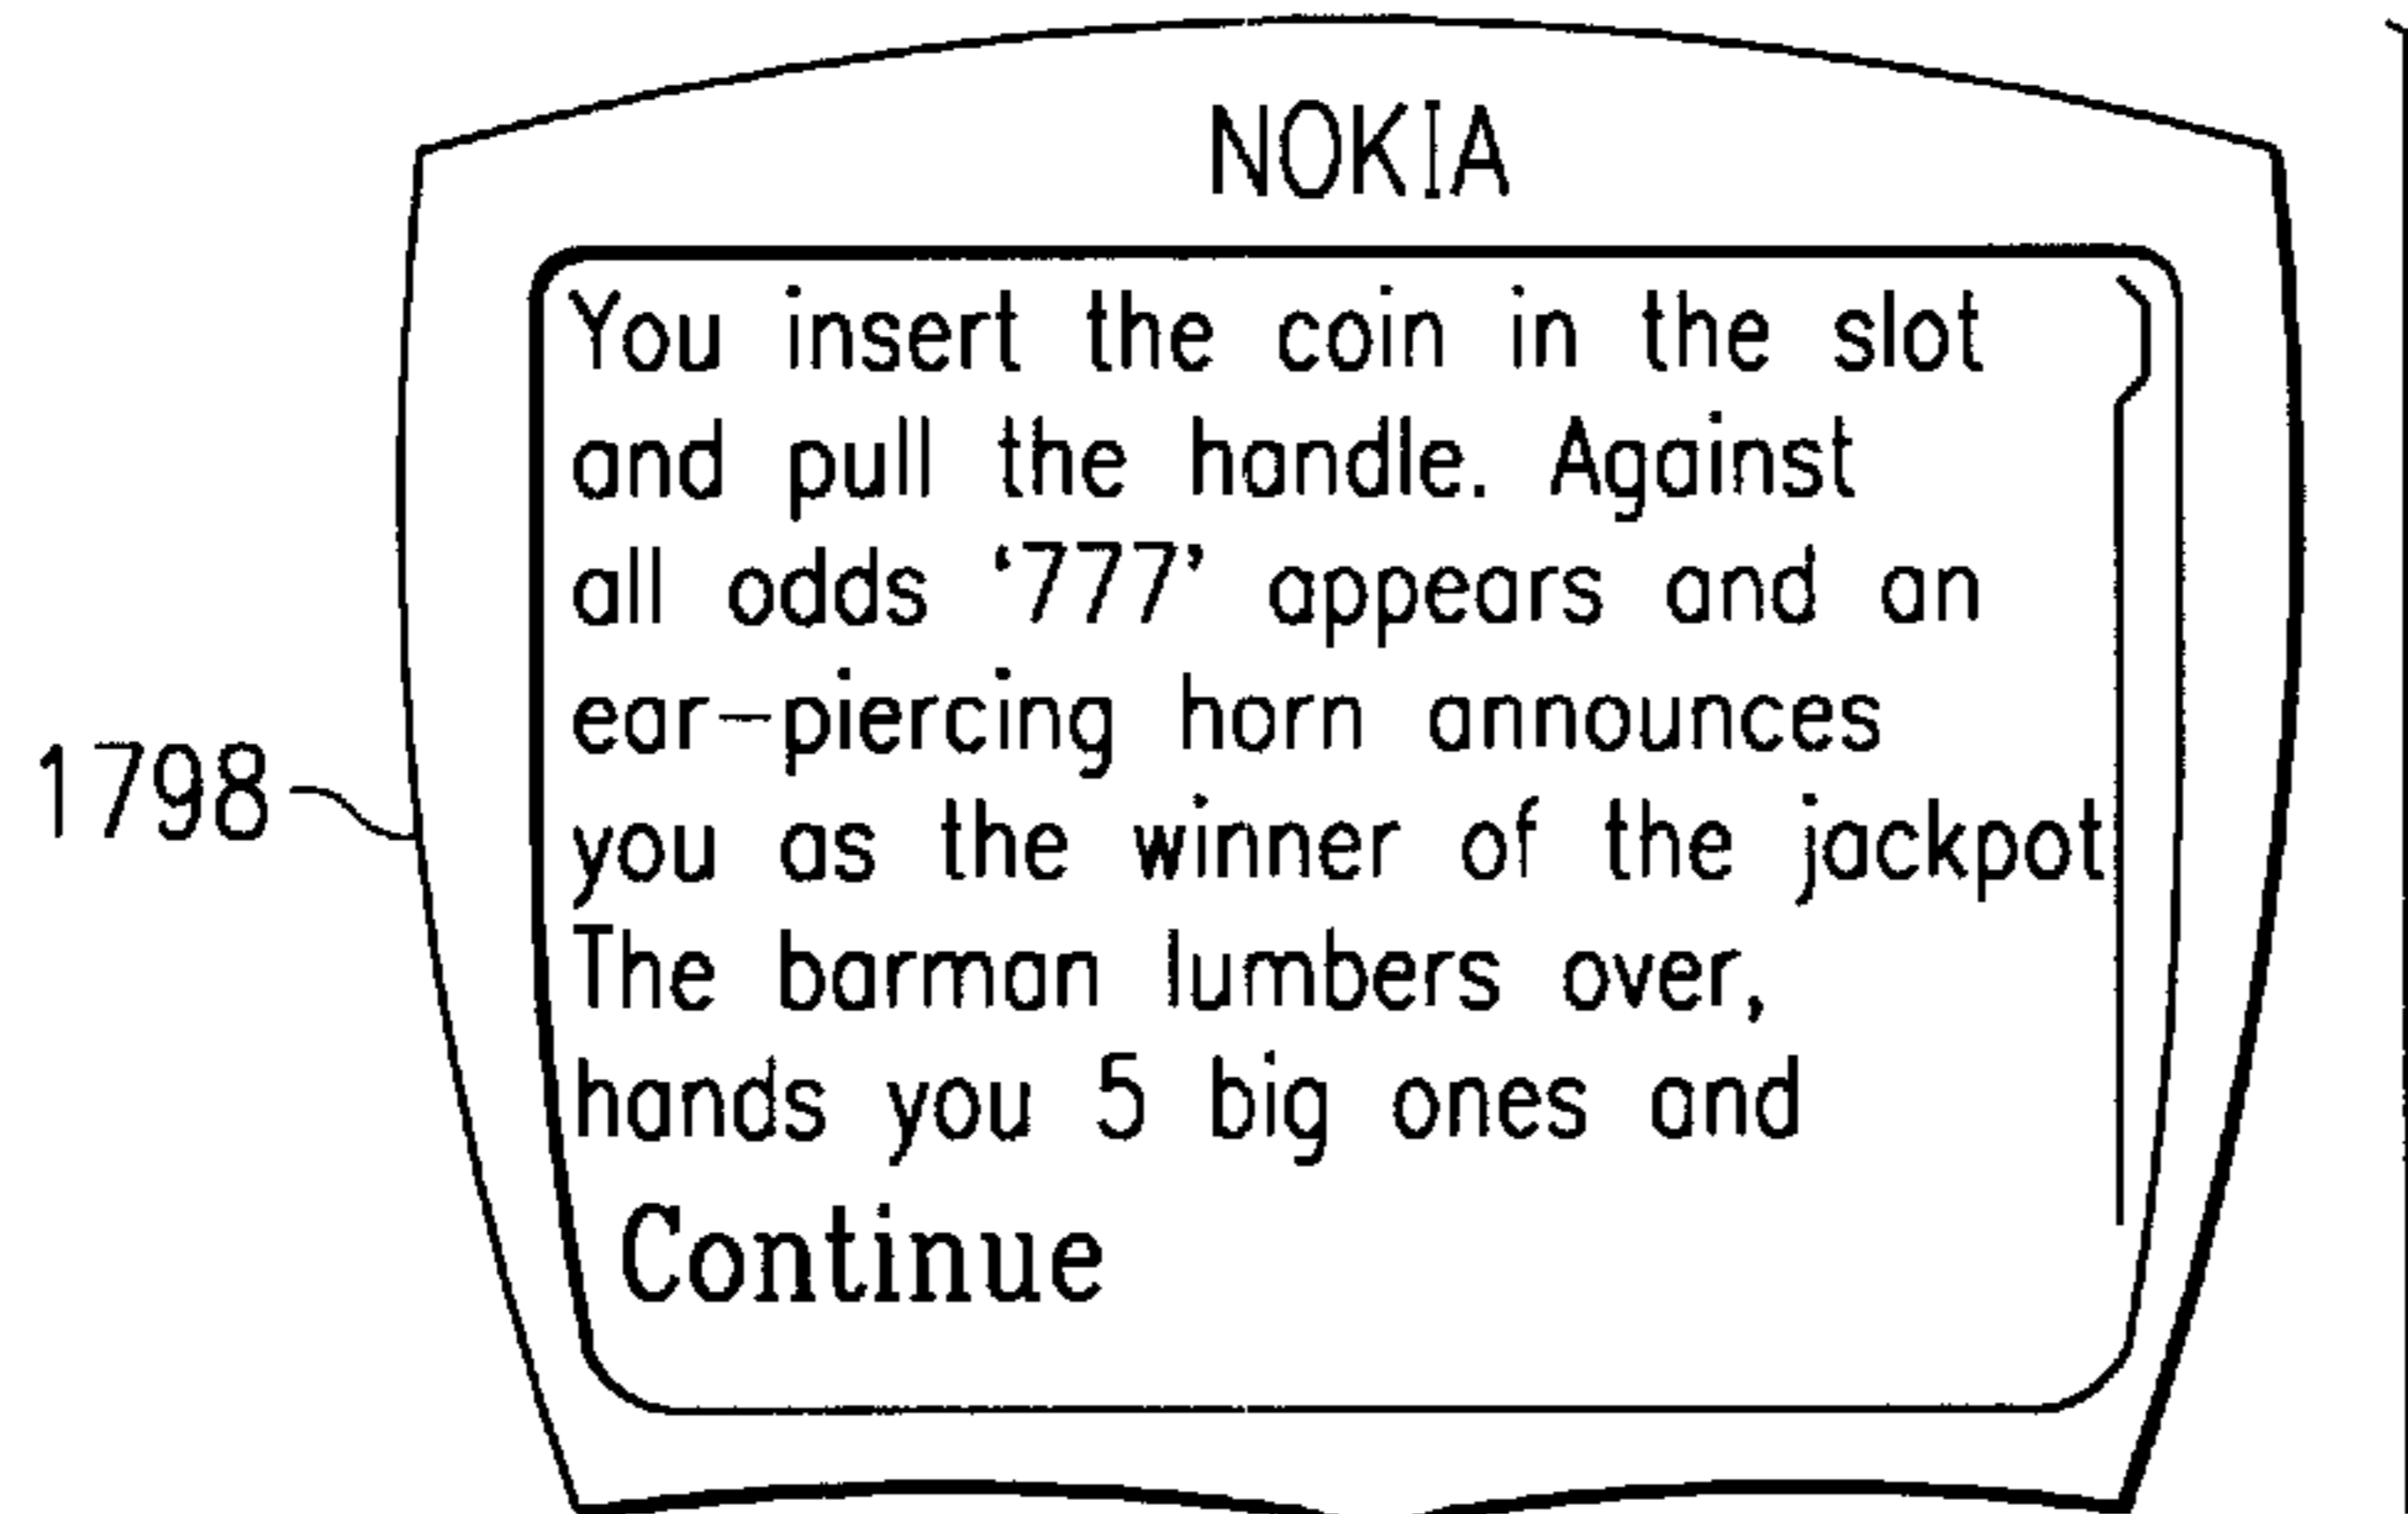 NOKIA
You insert the coin in the slot
and pull the handle. Against
all odds ‘777’ appears and an
ear-piercing horn announces
1798
you as the winner of the jackpot
The barman lumbers over,
hands you 5 big ones and
Continue